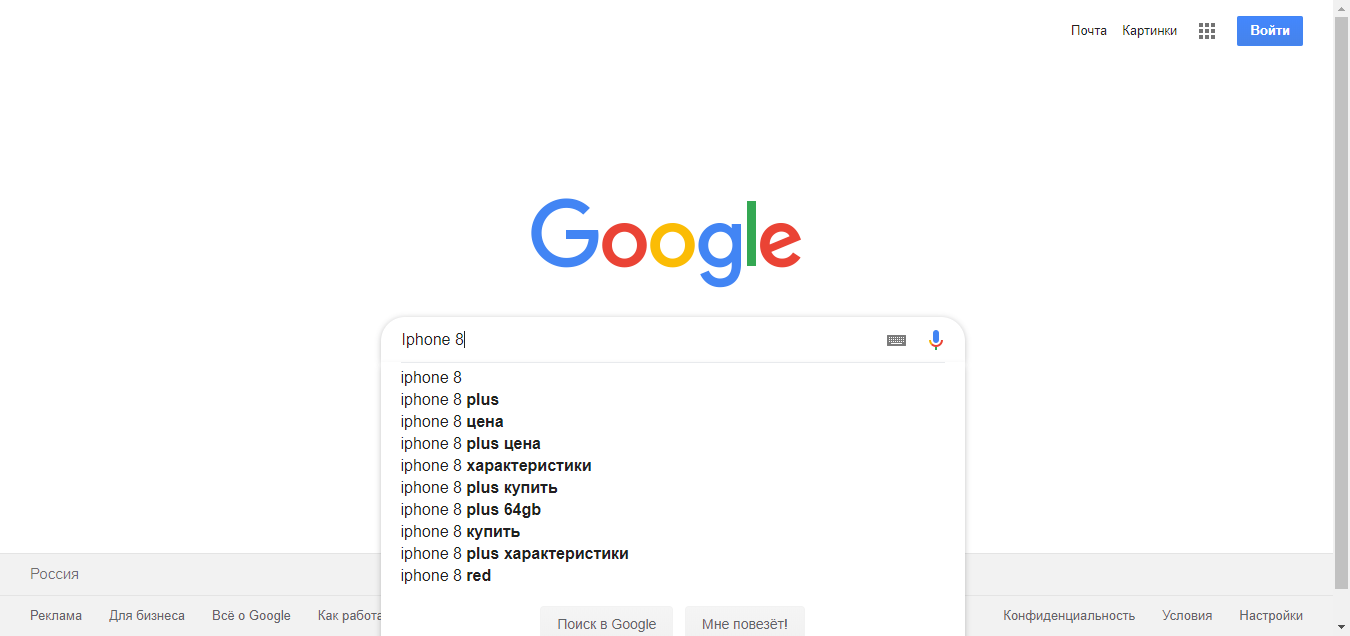 Почта Картинки Войти
Google
Iphone 8
iphone 8
iphone 8 plus
iphone 8 цена
iphone 8 plus цена
iphone 8 характеристики
iphone 8 plus купить
iphone 8 plus 64gb
iphone 8 купить
iphone 8 plus характеристики
iphone 8 red
Россия
Поиск в Google Мне повезёт!
Реклама Для бизнеса Всё о Google Как работа Конфиденциальность Условия Настройки